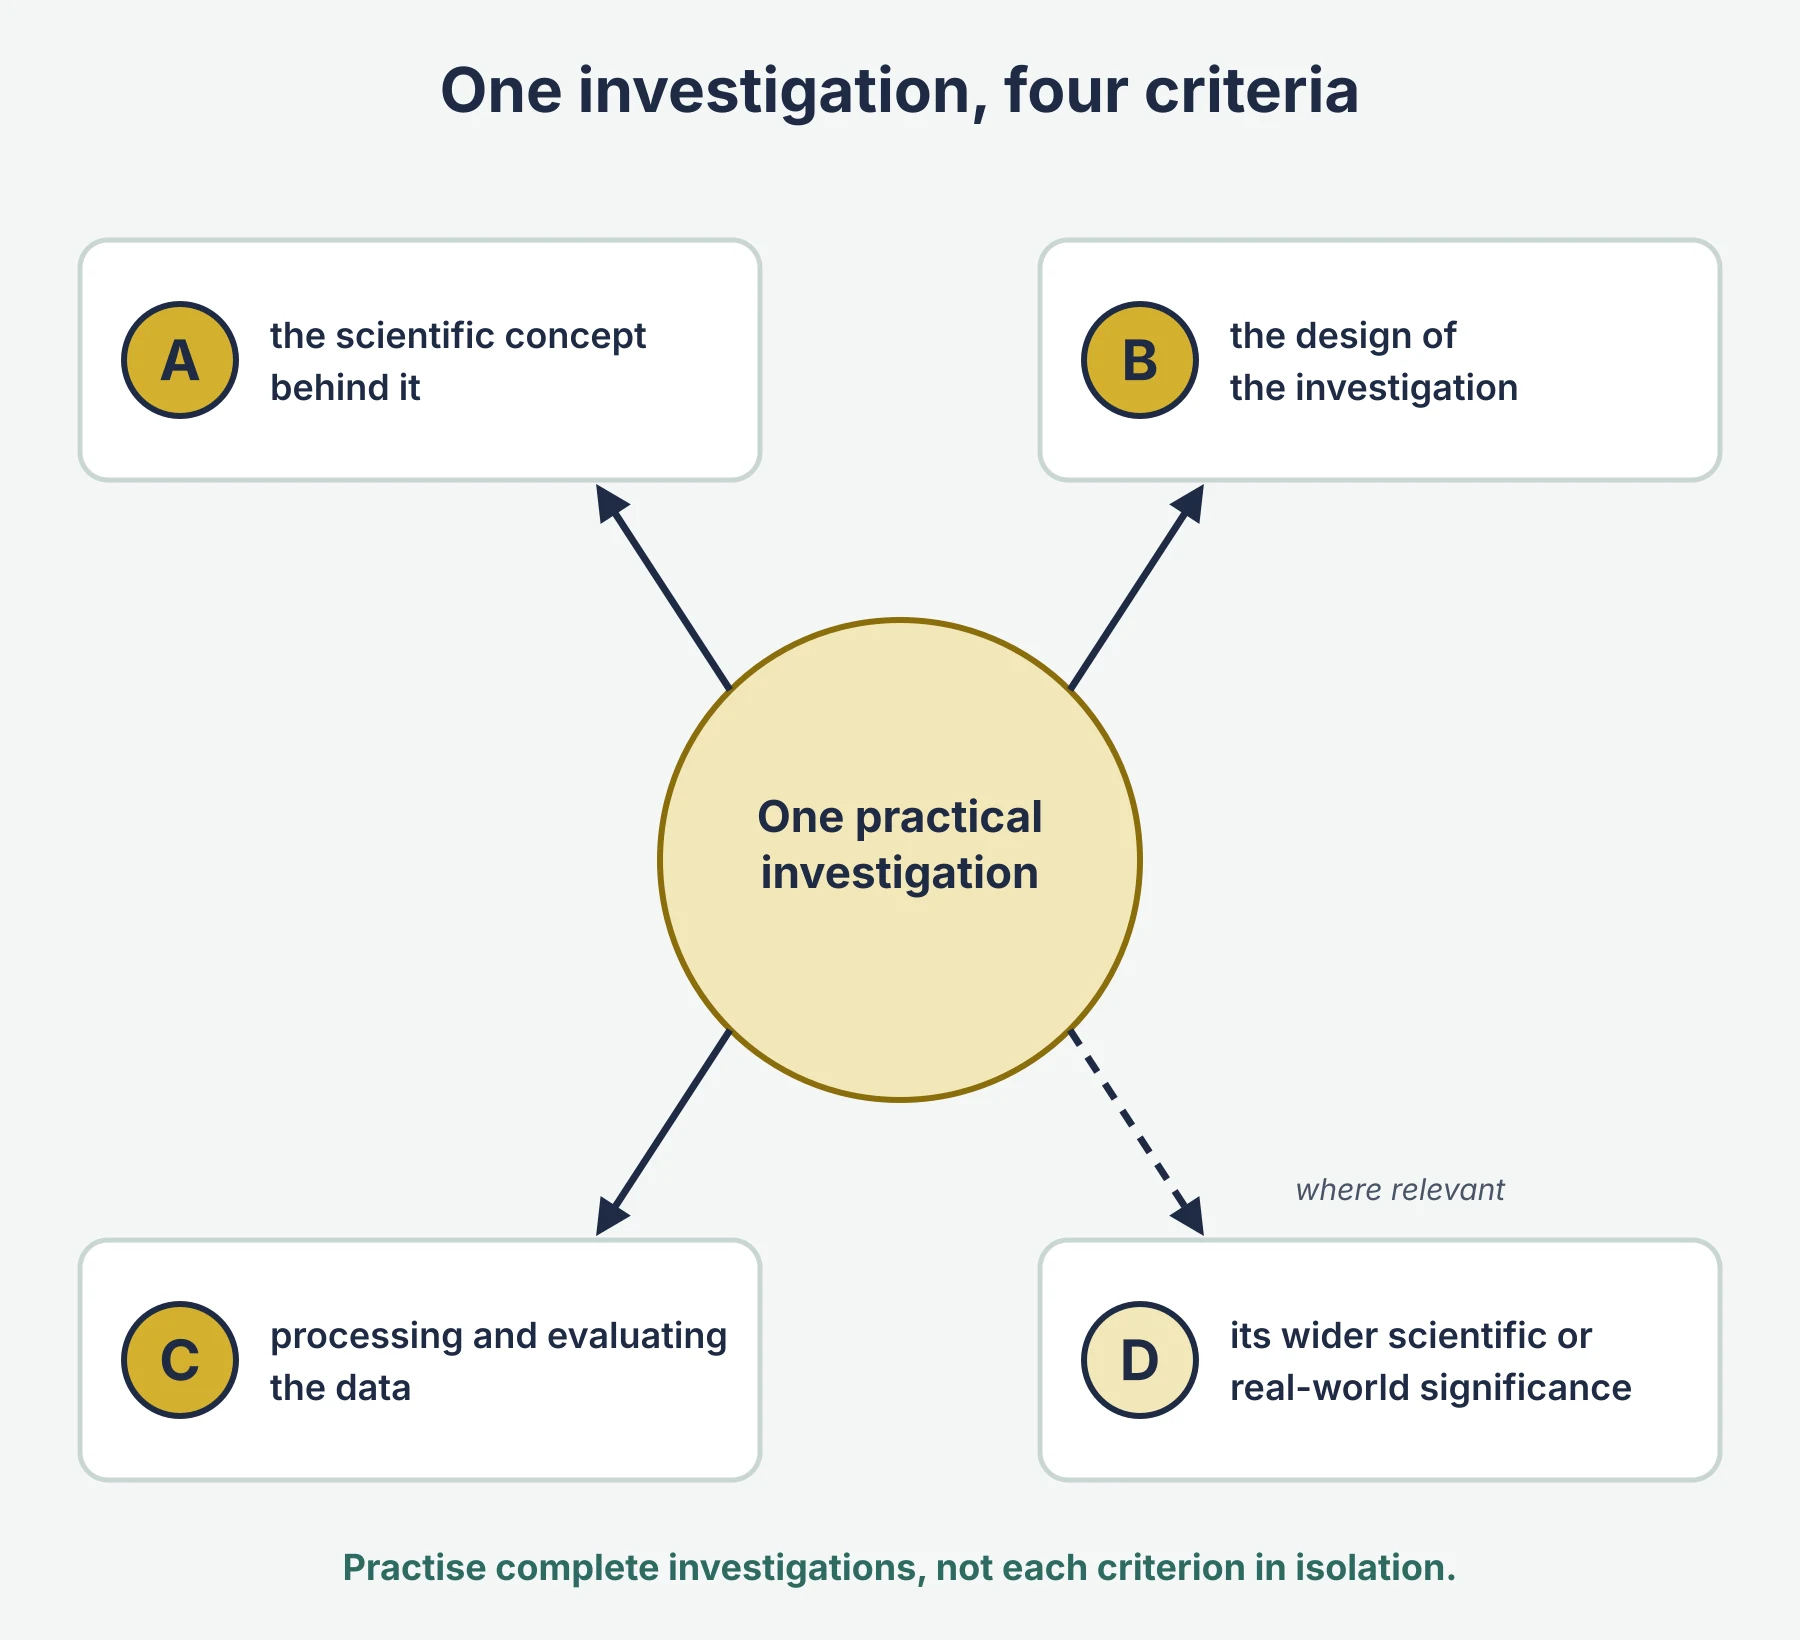 One investigation, four criteria
A
the scientific concept
behind it
B
the design of
the investigation
One practical
investigation
where relevant
C
processing and evaluating
the data
D
its wider scientific or
real-world significance
Practise complete investigations, not each criterion in isolation.